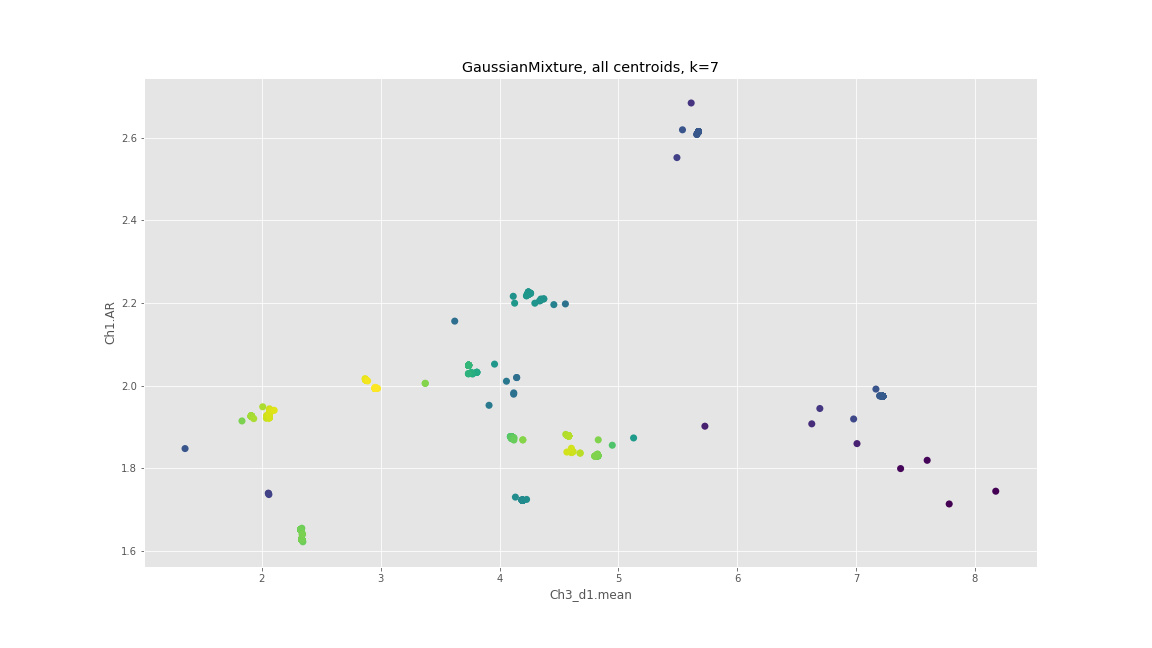 GaussianMixture, all centroids, k=7
2.6
2.4
2.2
2.0
1.8
1.6
Ch1.AR
2 3 4 5 6 7 8
Ch3_d1.mean